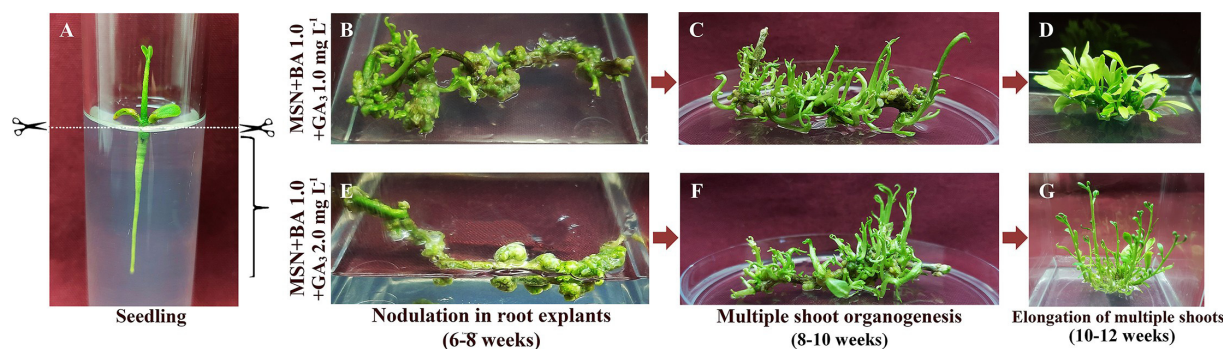 A
Seedling
MSN+BA 1.0
+GA₃ 1.0 mg L⁻¹
B
C
D
MSN+BA 1.0
+GA₃ 2.0 mg L⁻¹
E
F
G
Nodulation in root explants
(6-8 weeks)
Multiple shoot organogenesis
(8-10 weeks)
Elongation of multiple shoots
(10-12 weeks)